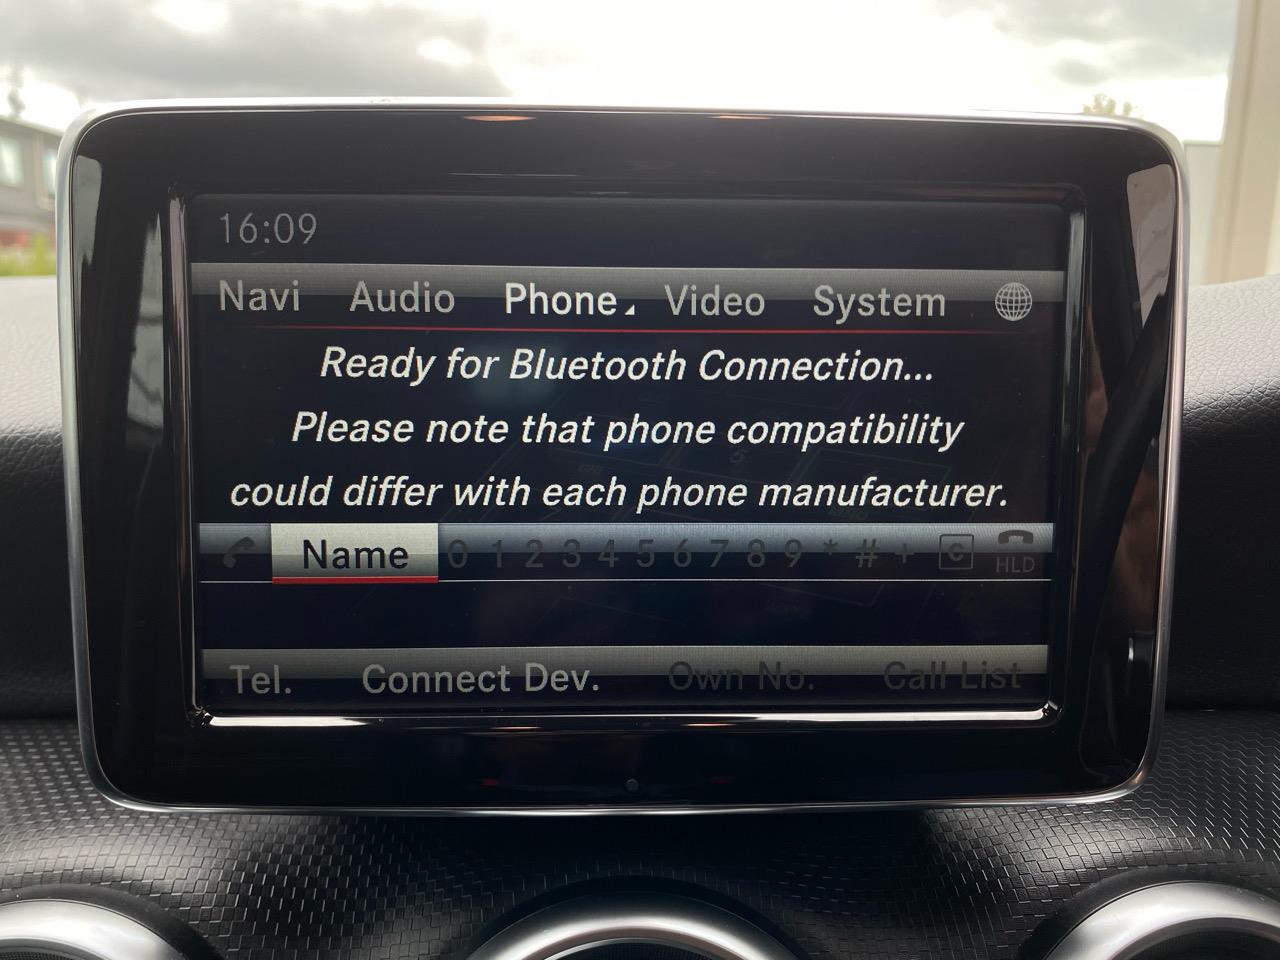 16:09
Navi Audio Phone Video System
Ready for Bluetooth Connection...
Please note that phone compatibility
could differ with each phone manufacturer.
Name 0 1 2 3 4 5 6 7 8 9 * # + C HLD
Tel. Connect Dev. Own No. Call List